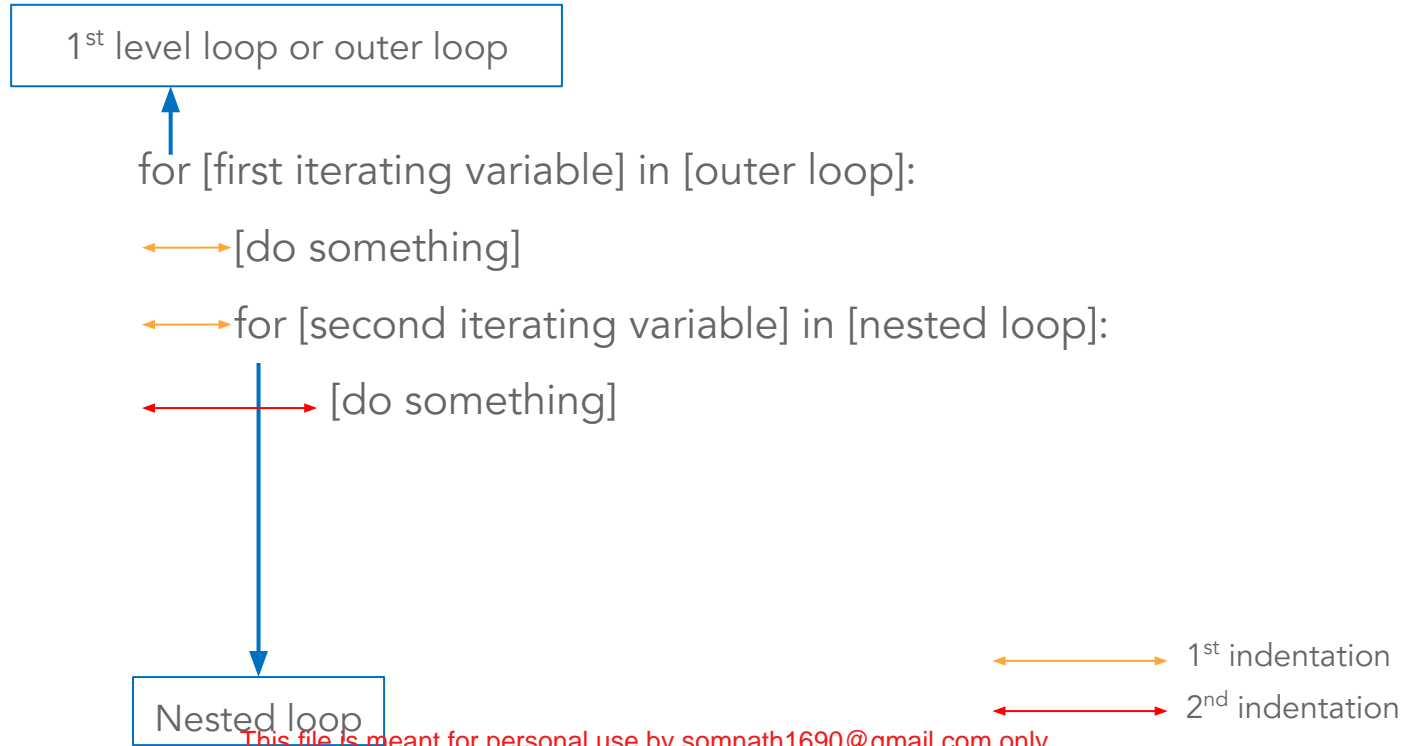 1st level loop or outer loop
for [first iterating variable] in [outer loop]:
[do something]
for [second iterating variable] in [nested loop]:
[do something]
1st indentation
2nd indentation
Nested loop
This file is meant for personal use by somnath1690@gmail.com only.